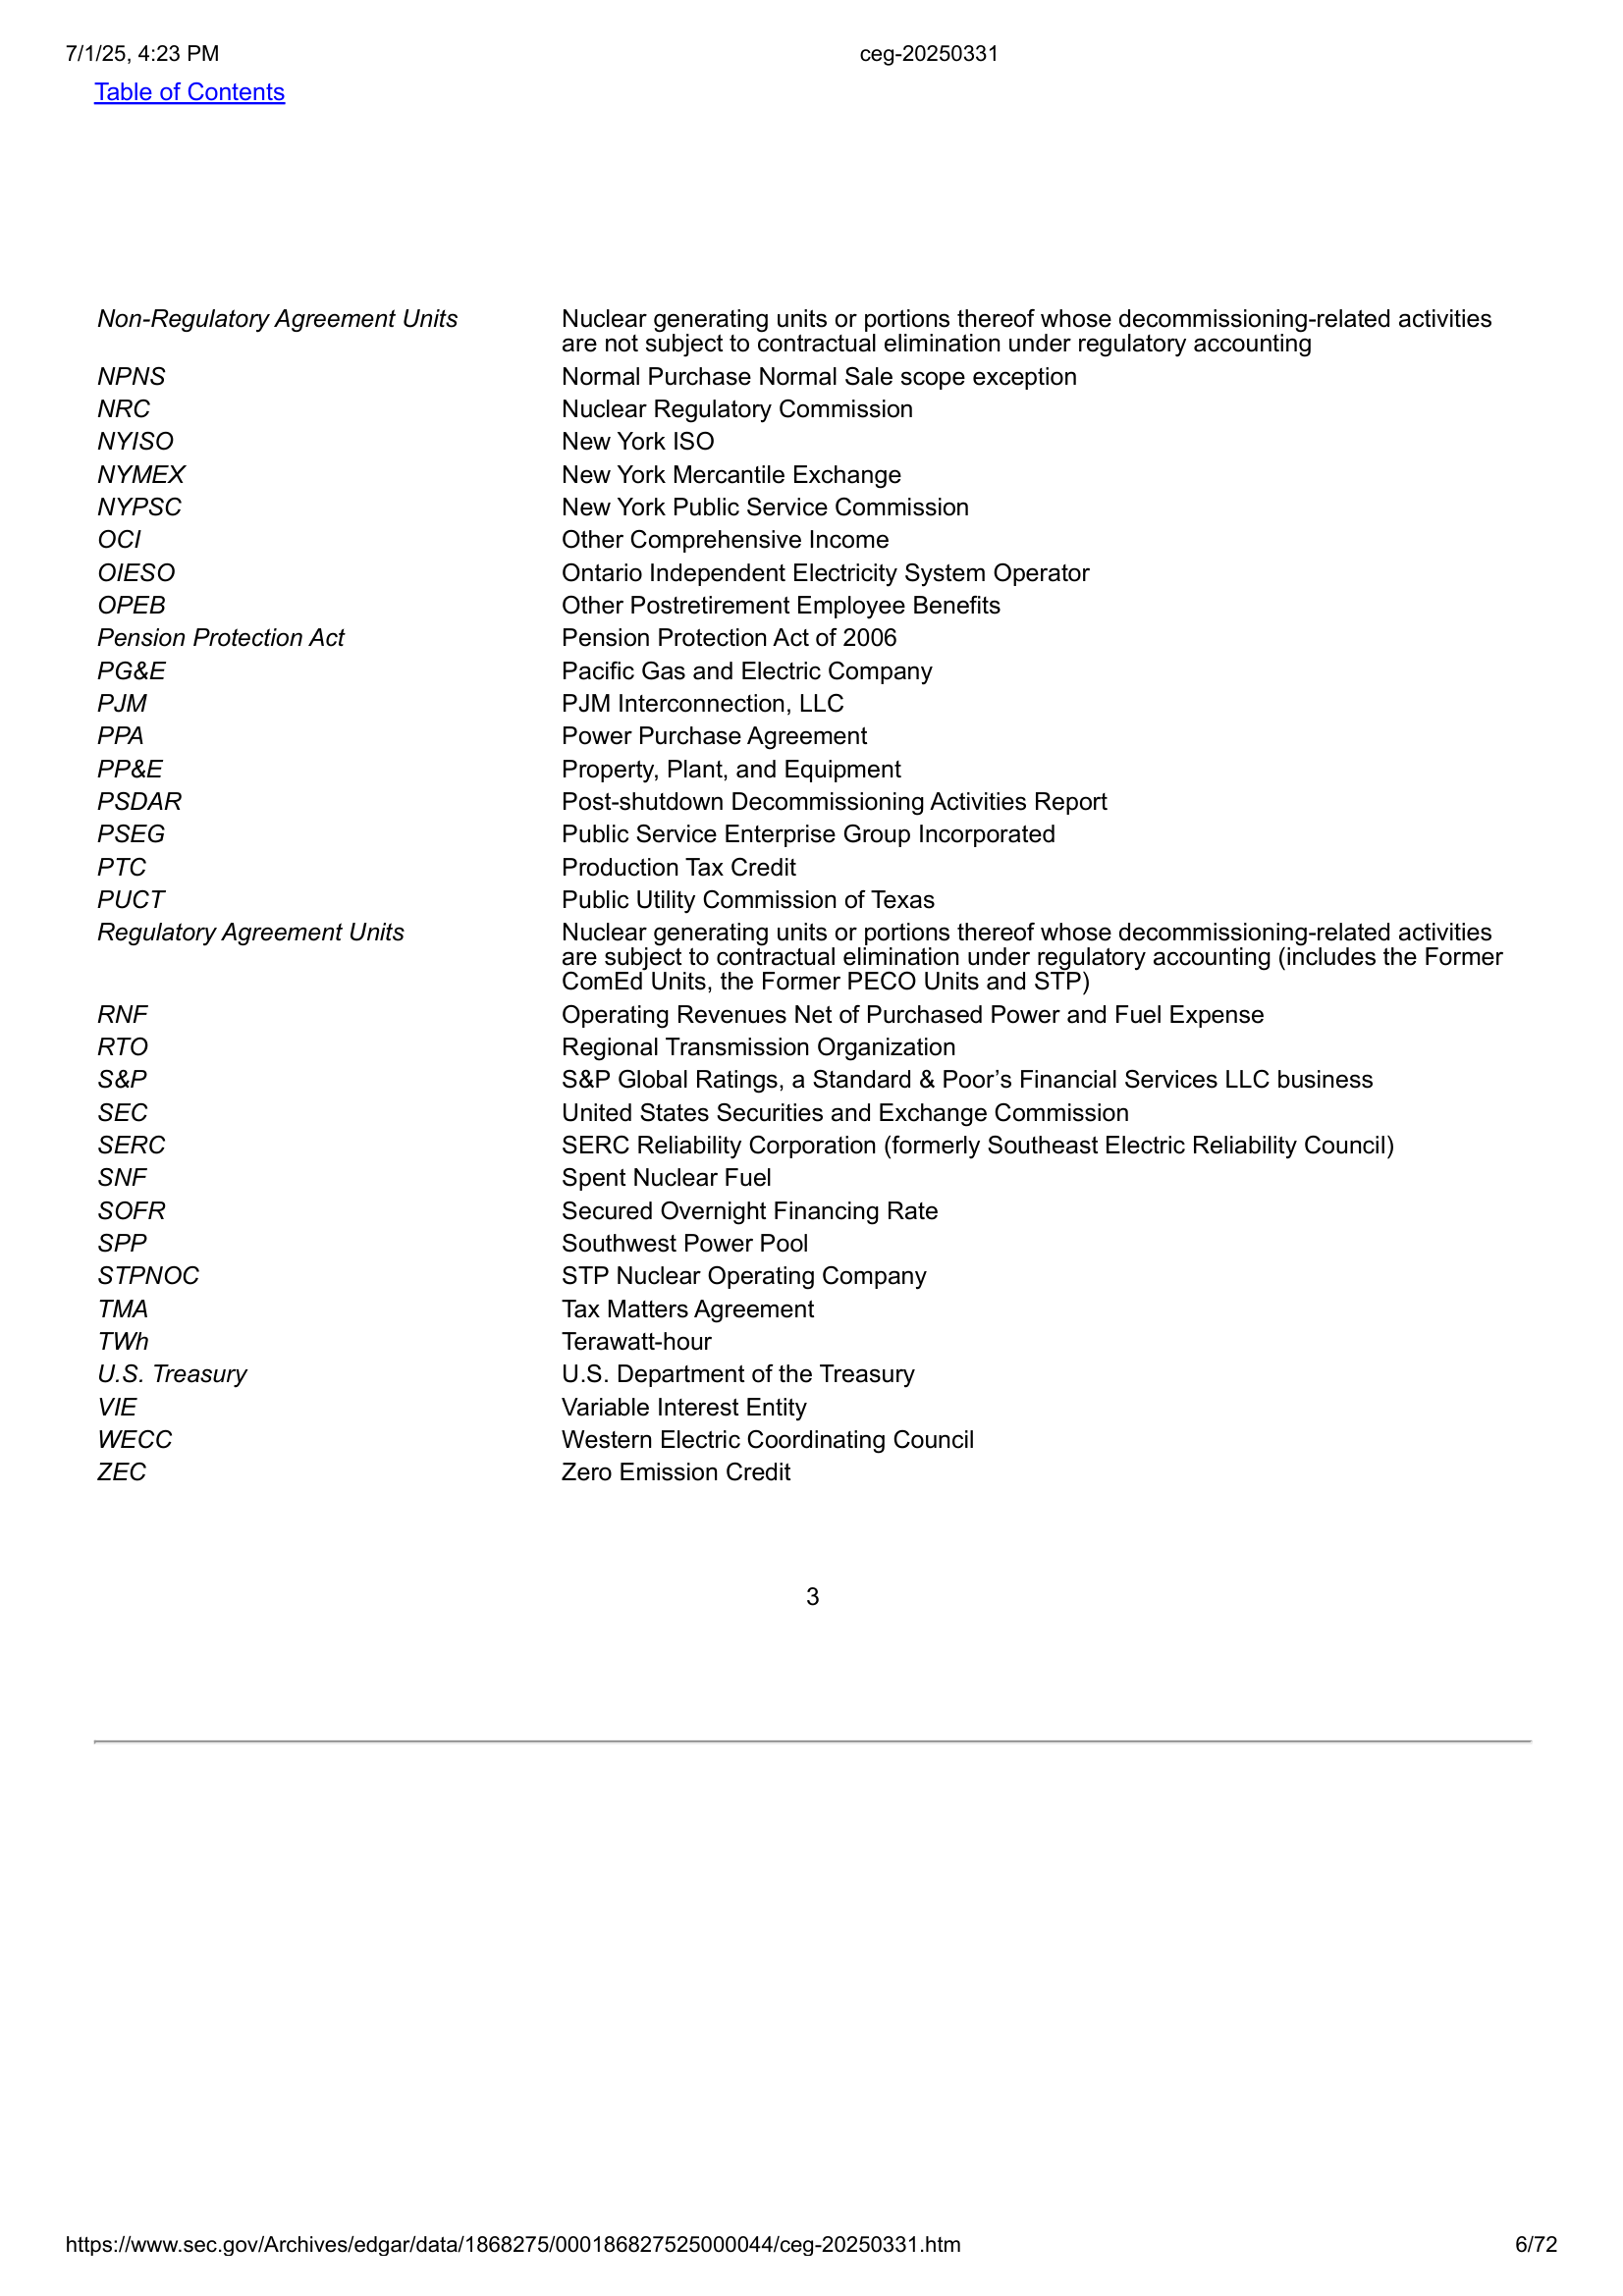 7/1/25, 4:23 PM ceg-20250331
Table of Contents
Non-Regulatory Agreement Units Nuclear generating units or portions thereof whose decommissioning-related activities
are not subject to contractual elimination under regulatory accounting
NPNS Normal Purchase Normal Sale scope exception
NRC Nuclear Regulatory Commission
NYISO New York ISO
NYMEX New York Mercantile Exchange
NYPSC New York Public Service Commission
OCI Other Comprehensive Income
OIESO Ontario Independent Electricity System Operator
OPEB Other Postretirement Employee Benefits
Pension Protection Act Pension Protection Act of 2006
PG&E Pacific Gas and Electric Company
PJM PJM Interconnection, LLC
PPA Power Purchase Agreement
PP&E Property, Plant, and Equipment
PSDAR Post-shutdown Decommissioning Activities Report
PSEG Public Service Enterprise Group Incorporated
PTC Production Tax Credit
PUCT Public Utility Commission of Texas
Regulatory Agreement Units Nuclear generating units or portions thereof whose decommissioning-related activities
are subject to contractual elimination under regulatory accounting (includes the Former
ComEd Units, the Former PECO Units and STP)
RNF Operating Revenues Net of Purchased Power and Fuel Expense
RTO Regional Transmission Organization
S&P S&P Global Ratings, a Standard & Poor’s Financial Services LLC business
SEC United States Securities and Exchange Commission
SERC SERC Reliability Corporation (formerly Southeast Electric Reliability Council)
SNF Spent Nuclear Fuel
SOFR Secured Overnight Financing Rate
SPP Southwest Power Pool
STPNOC STP Nuclear Operating Company
TMA Tax Matters Agreement
TWh Terawatt-hour
U.S. Treasury U.S. Department of the Treasury
VIE Variable Interest Entity
WECC Western Electric Coordinating Council
ZEC Zero Emission Credit
3
https://www.sec.gov/Archives/edgar/data/1868275/000186827525000044/ceg-20250331.htm 6/72